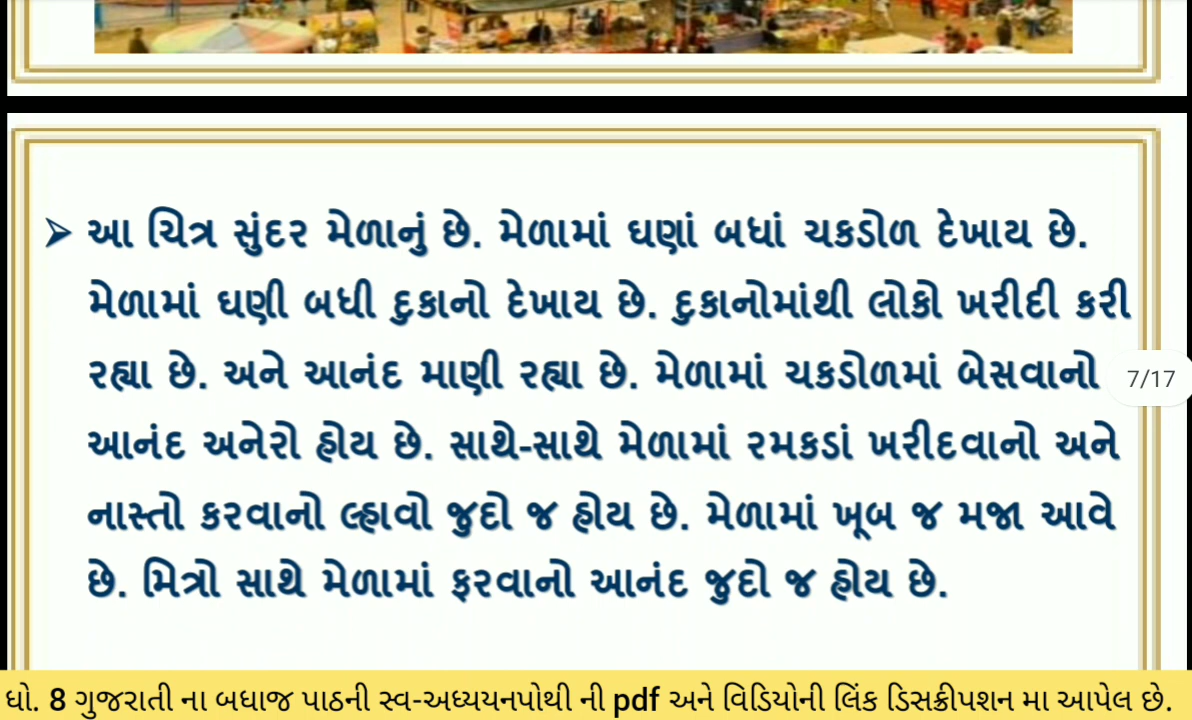 ➢ આ ચિત્ર સુંદર મેળાનું છે. મેળામાં ઘણાં બધાં ચકડોળ દેખાય છે.
મેળામાં ઘણી બધી દુકાનો દેખાય છે. દુકાનોમાંથી લોકો ખરીદી કરી
રહ્યા છે. અને આનંદ માણી રહ્યા છે. મેળામાં ચકડોળમાં બેસવાનો
7/17
આનંદ અનેરો હોય છે. સાથે-સાથે મેળામાં રમકડાં ખરીદવાનો અને
નાસ્તો કરવાનો લ્હાવો જુદો જ હોય છે. મેળામાં ખૂબ જ મજા આવે
છે. મિત્રો સાથે મેળામાં ફરવાનો આનંદ જુદો જ હોય છે.
ધો. 8 ગુજરાતી ના બધાજ પાઠની સ્વ-અધ્યયનપોથી ની pdf અને વિડિયોની લિંક ડિસક્રીપશન મા આપેલ છે.